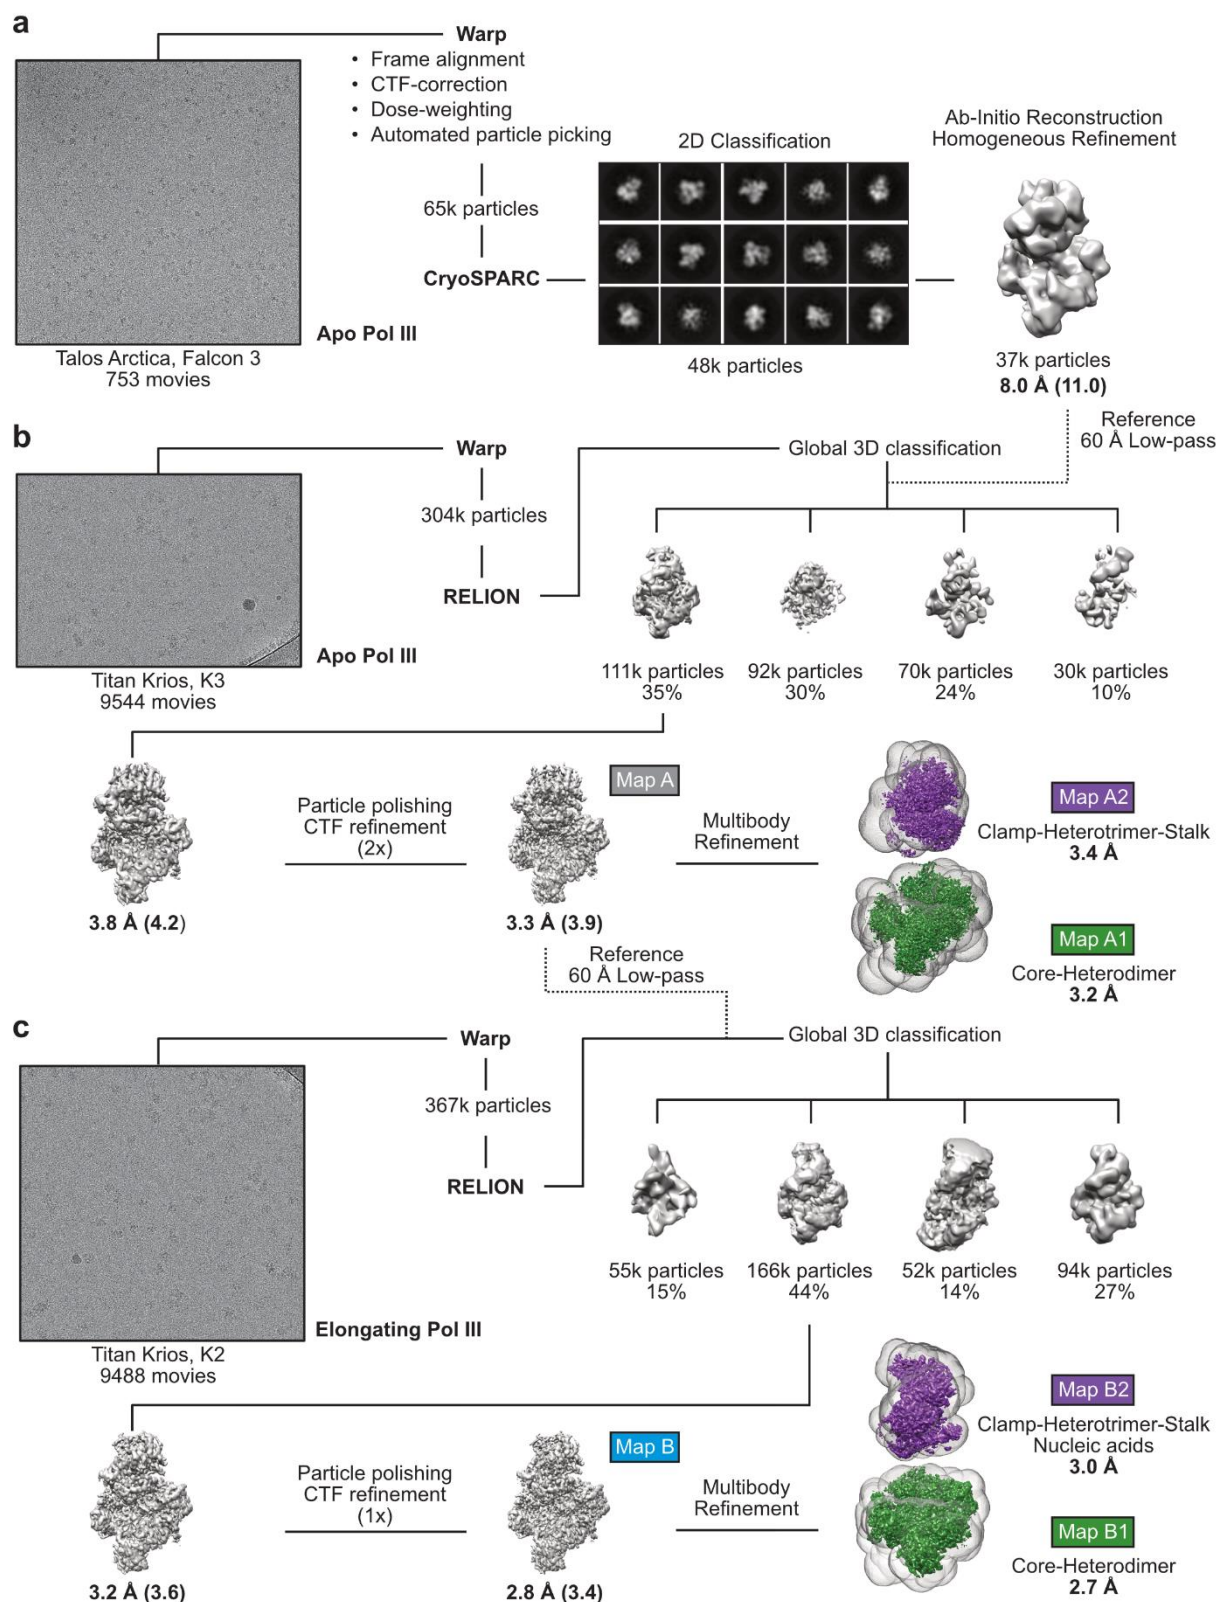 a
Warp
• Frame alignment
• CTF-correction
• Dose-weighting
• Automated particle picking
65k particles
CryoSPARC
2D Classification
48k particles
Ab-Initio Reconstruction
Homogeneous Refinement
37k particles
8.0 Å (11.0)
Apo Pol III
Talos Arctica, Falcon 3
753 movies
Reference
60 Å Low-pass
b
Warp
304k particles
RELION
Global 3D classification
Apo Pol III
Titan Krios, K3
9544 movies
111k particles
35%
92k particles
30%
70k particles
24%
30k particles
10%
3.8 Å (4.2)
Particle polishing
CTF refinement
(2x)
Map A
3.3 Å (3.9)
Multibody
Refinement
Map A2
Clamp-Heterotrimer-Stalk
3.4 Å
Map A1
Core-Heterodimer
3.2 Å
Reference
60 Å Low-pass
c
Warp
367k particles
RELION
Global 3D classification
Elongating Pol III
Titan Krios, K2
9488 movies
55k particles
15%
166k particles
44%
52k particles
14%
94k particles
27%
3.2 Å (3.6)
Particle polishing
CTF refinement
(1x)
Map B
2.8 Å (3.4)
Multibody
Refinement
Map B2
Clamp-Heterotrimer-Stalk
Nucleic acids
3.0 Å
Map B1
Core-Heterodimer
2.7 Å